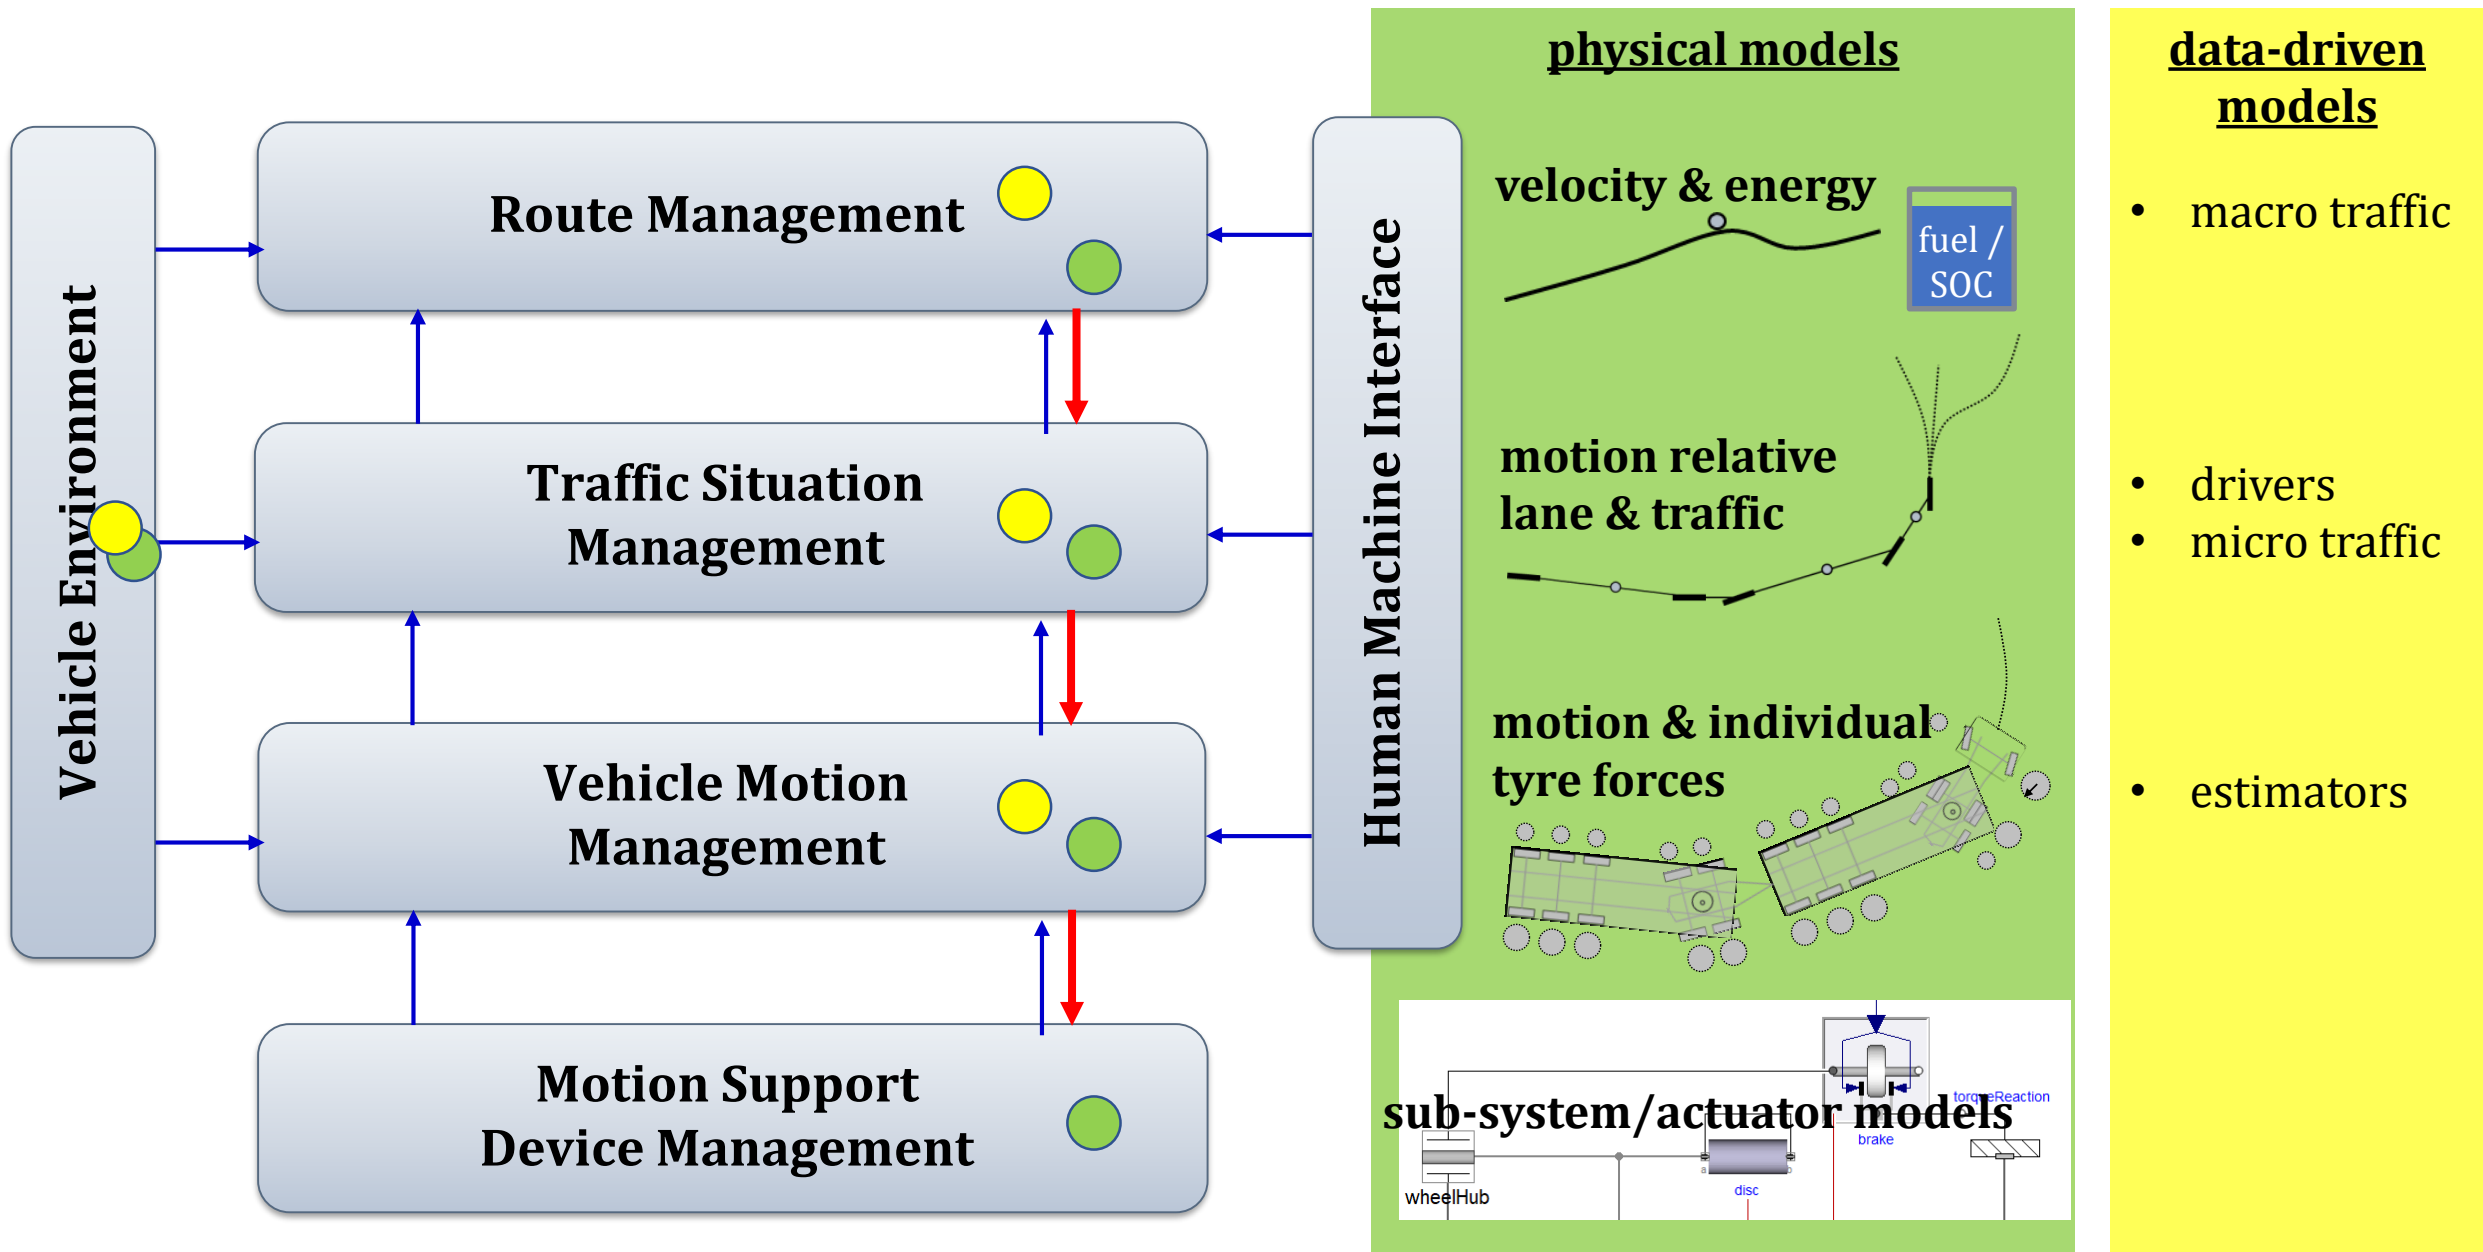 Vehicle Environment
Route Management
Traffic Situation
Management
Vehicle Motion
Management
Motion Support
Device Management
Human Machine Interface
physical models
velocity & energy
fuel /
SOC
motion relative
lane & traffic
motion & individual
tyre forces
sub-system/actuator models
torqueReaction
brake
a
b
disc
wheelHub
data-driven
models
• macro traffic
• drivers
• micro traffic
• estimators